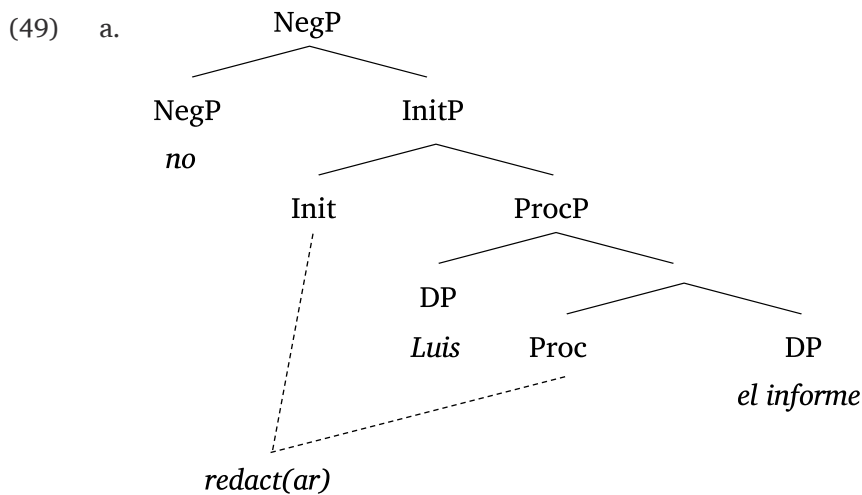 (49) a. NegP
NegP InitP
no
Init ProcP
DP
Luis Proc DP
el informe
redact(ar)